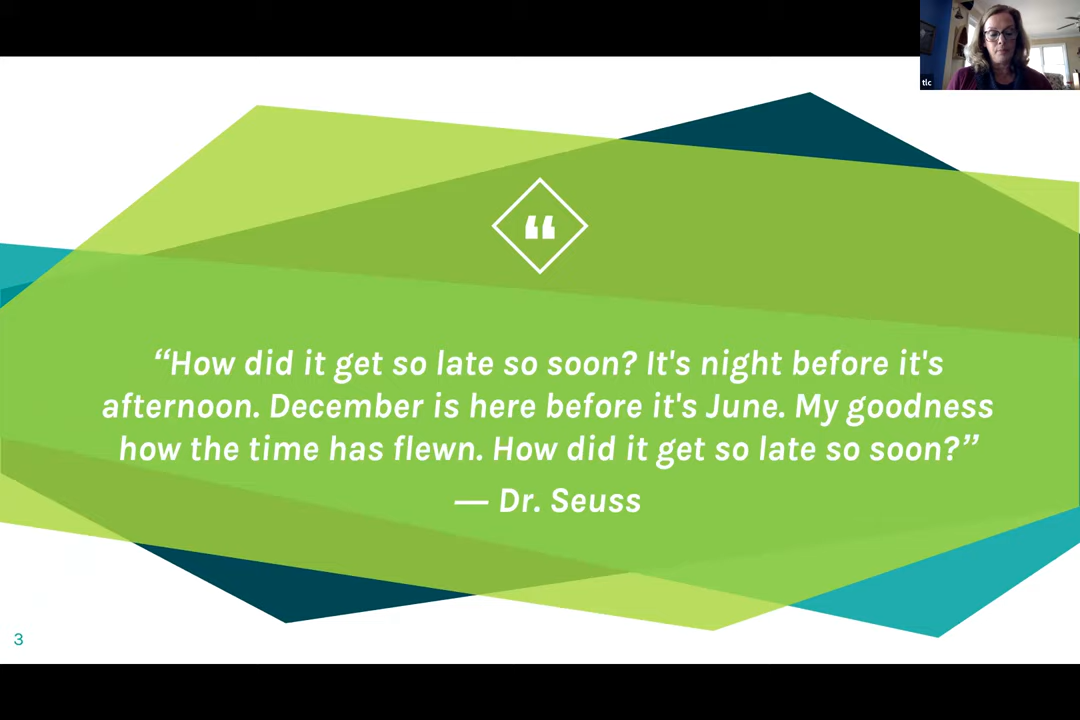 tlc
“
“How did it get so late so soon? It's night before it's
afternoon. December is here before it's June. My goodness
how the time has flewn. How did it get so late so soon?”
— Dr. Seuss
3